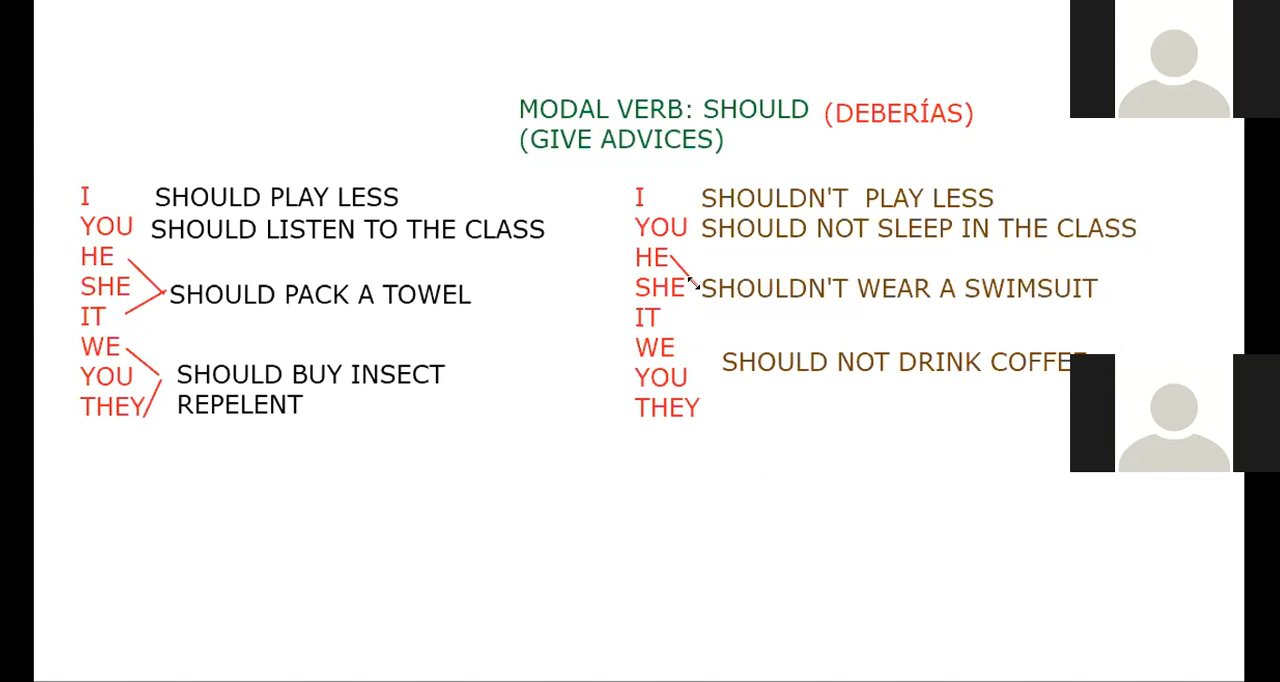 MODAL VERB: SHOULD (DEBERÍAS)
(GIVE ADVICES)
I SHOULD PLAY LESS
YOU SHOULD LISTEN TO THE CLASS
HE
SHE SHOULD PACK A TOWEL
IT
WE
YOU SHOULD BUY INSECT
THEY REPELENT
I SHOULDN'T PLAY LESS
YOU SHOULD NOT SLEEP IN THE CLASS
HE
SHE SHOULDN'T WEAR A SWIMSUIT
IT
WE SHOULD NOT DRINK COFFEE
YOU
THEY